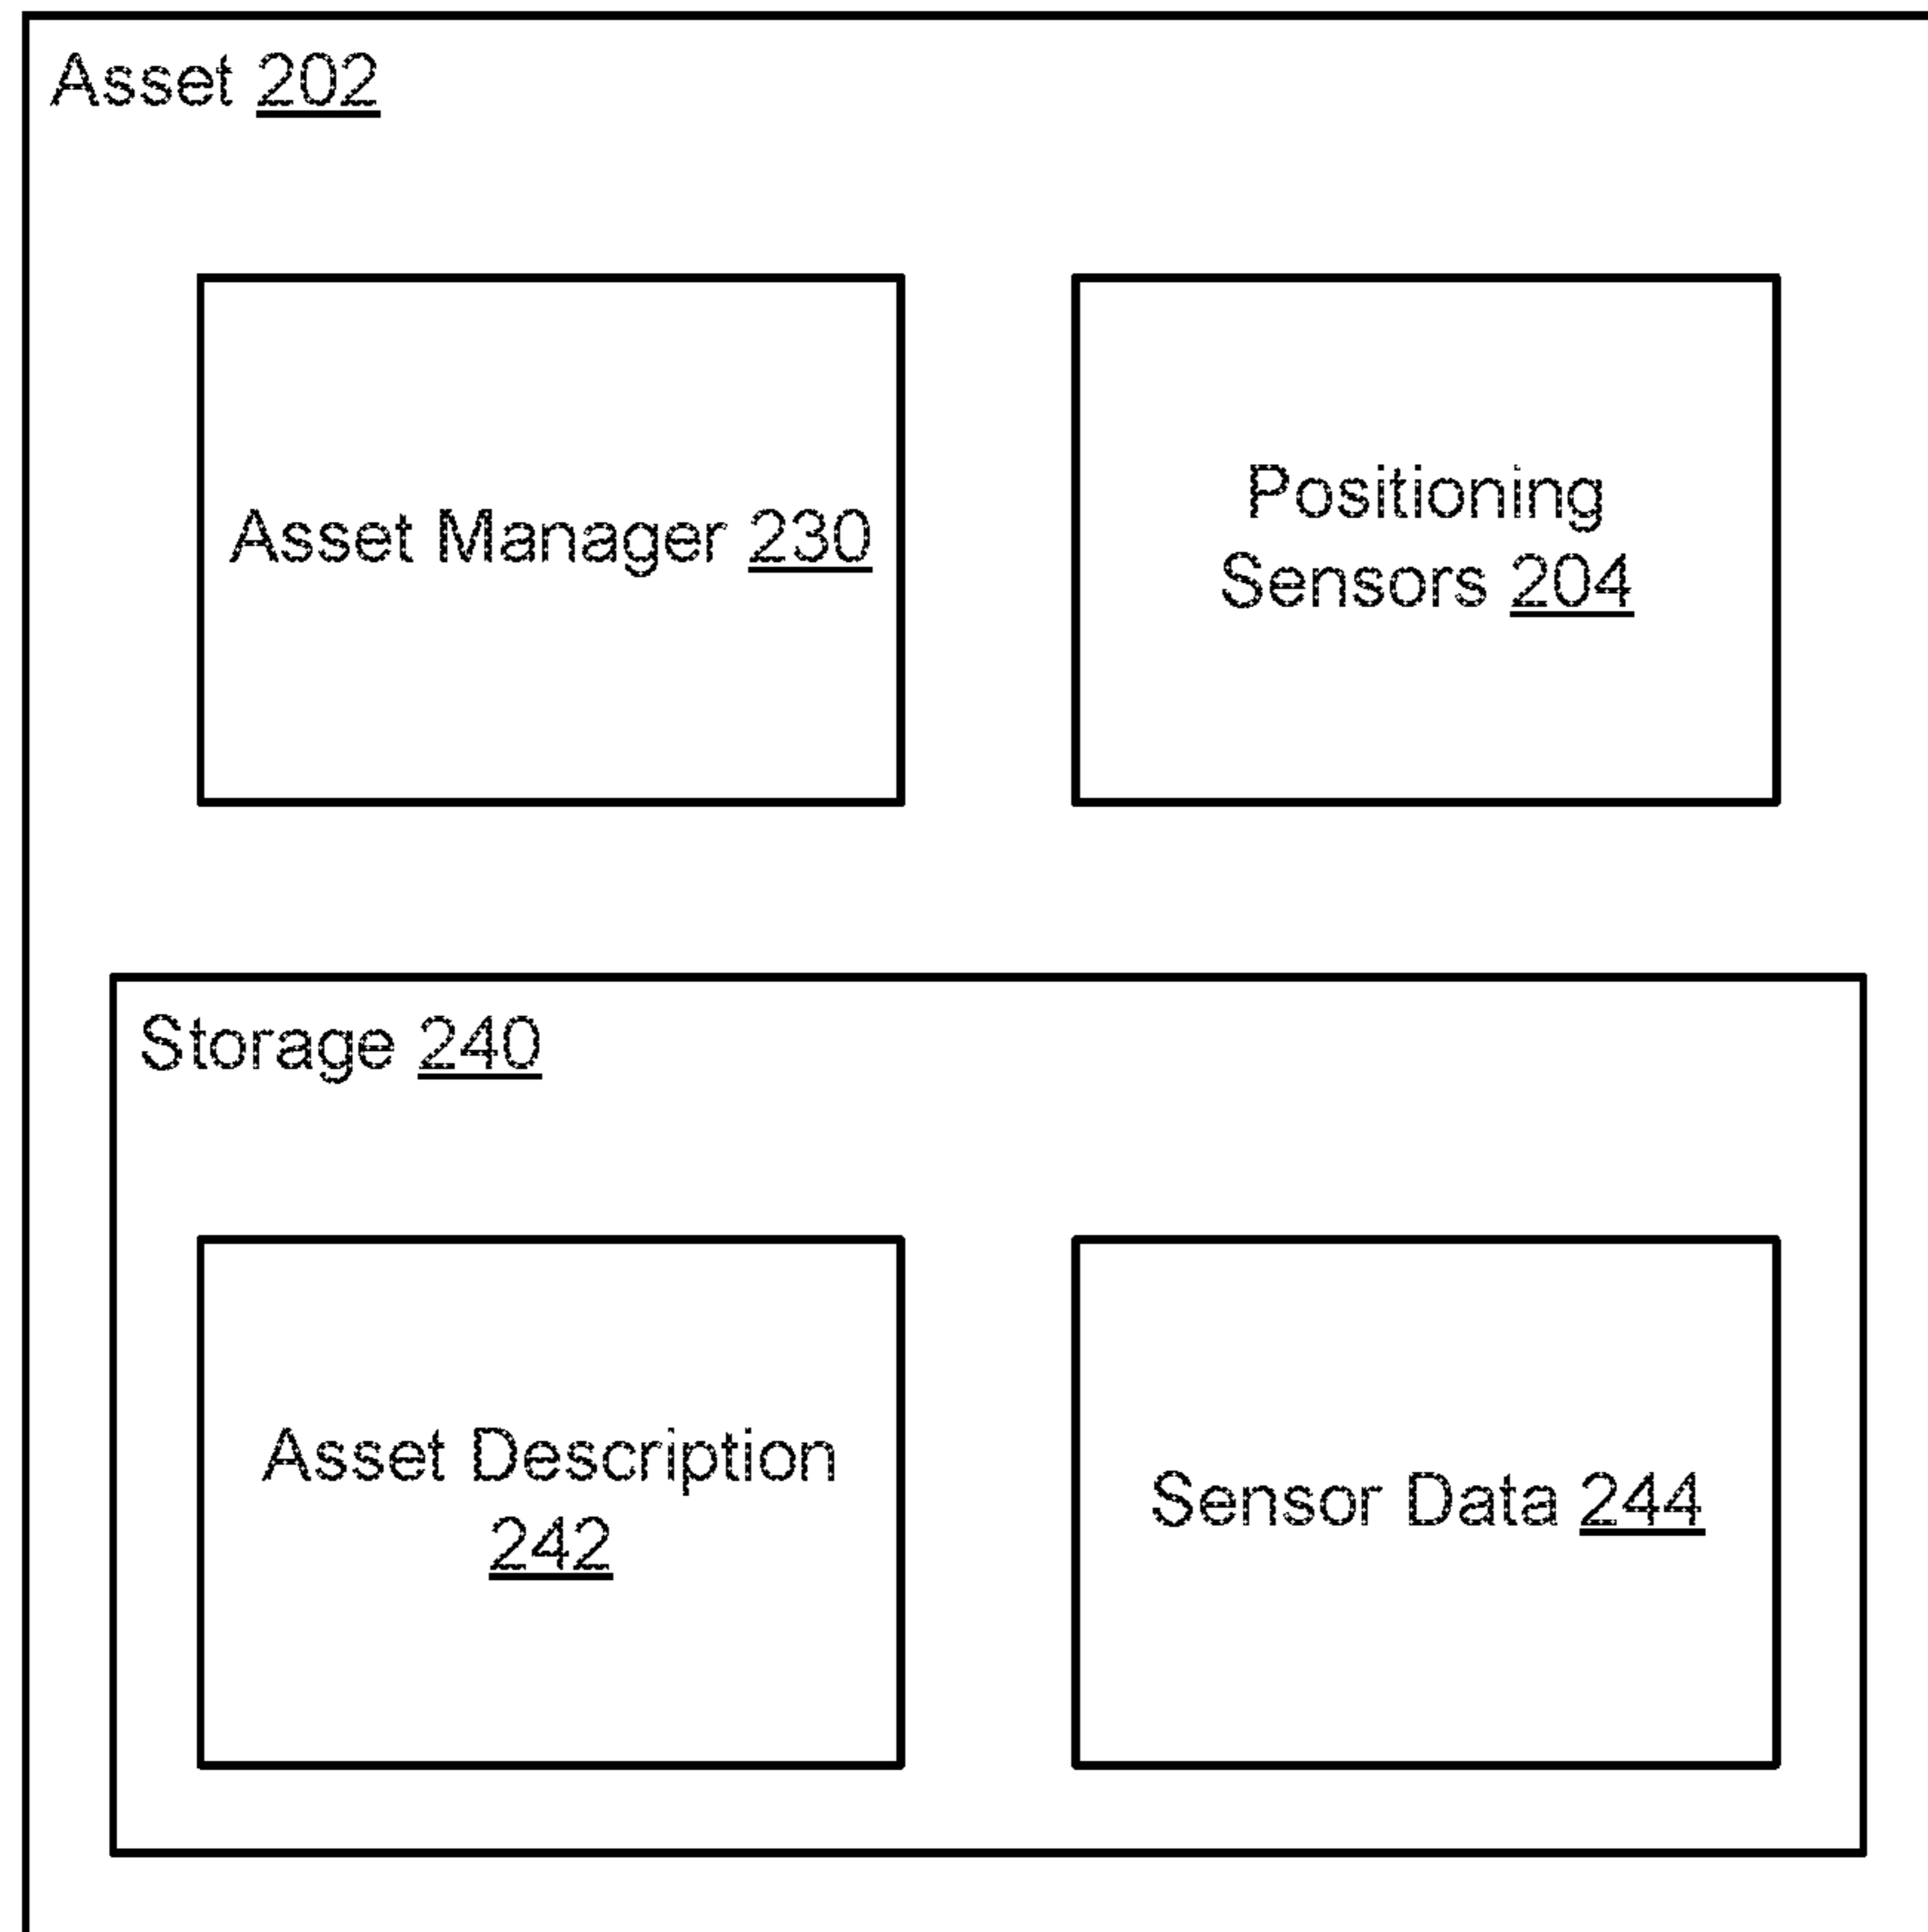 Asset 202
Asset Manager 230
Positioning
Sensors 204
Storage 240
Asset Description
242
Sensor Data 244